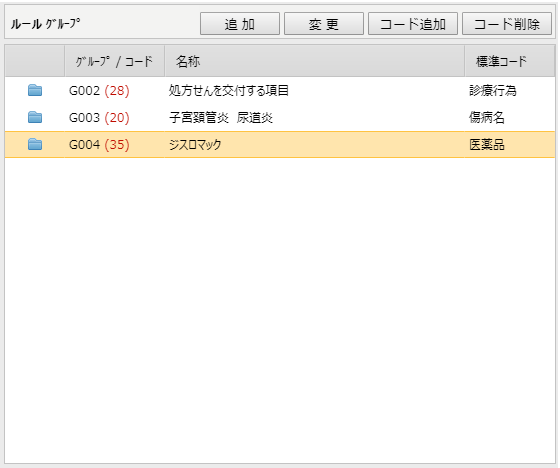 ルール グループ 追 加 変 更 コード追加 コード削除
グループ / コード 名称 標準コード
G002 (28) 処方せんを交付する項目 診療行為
G003 (20) 子宮頚管炎　尿道炎 傷病名
G004 (35) ジスロマック 医薬品